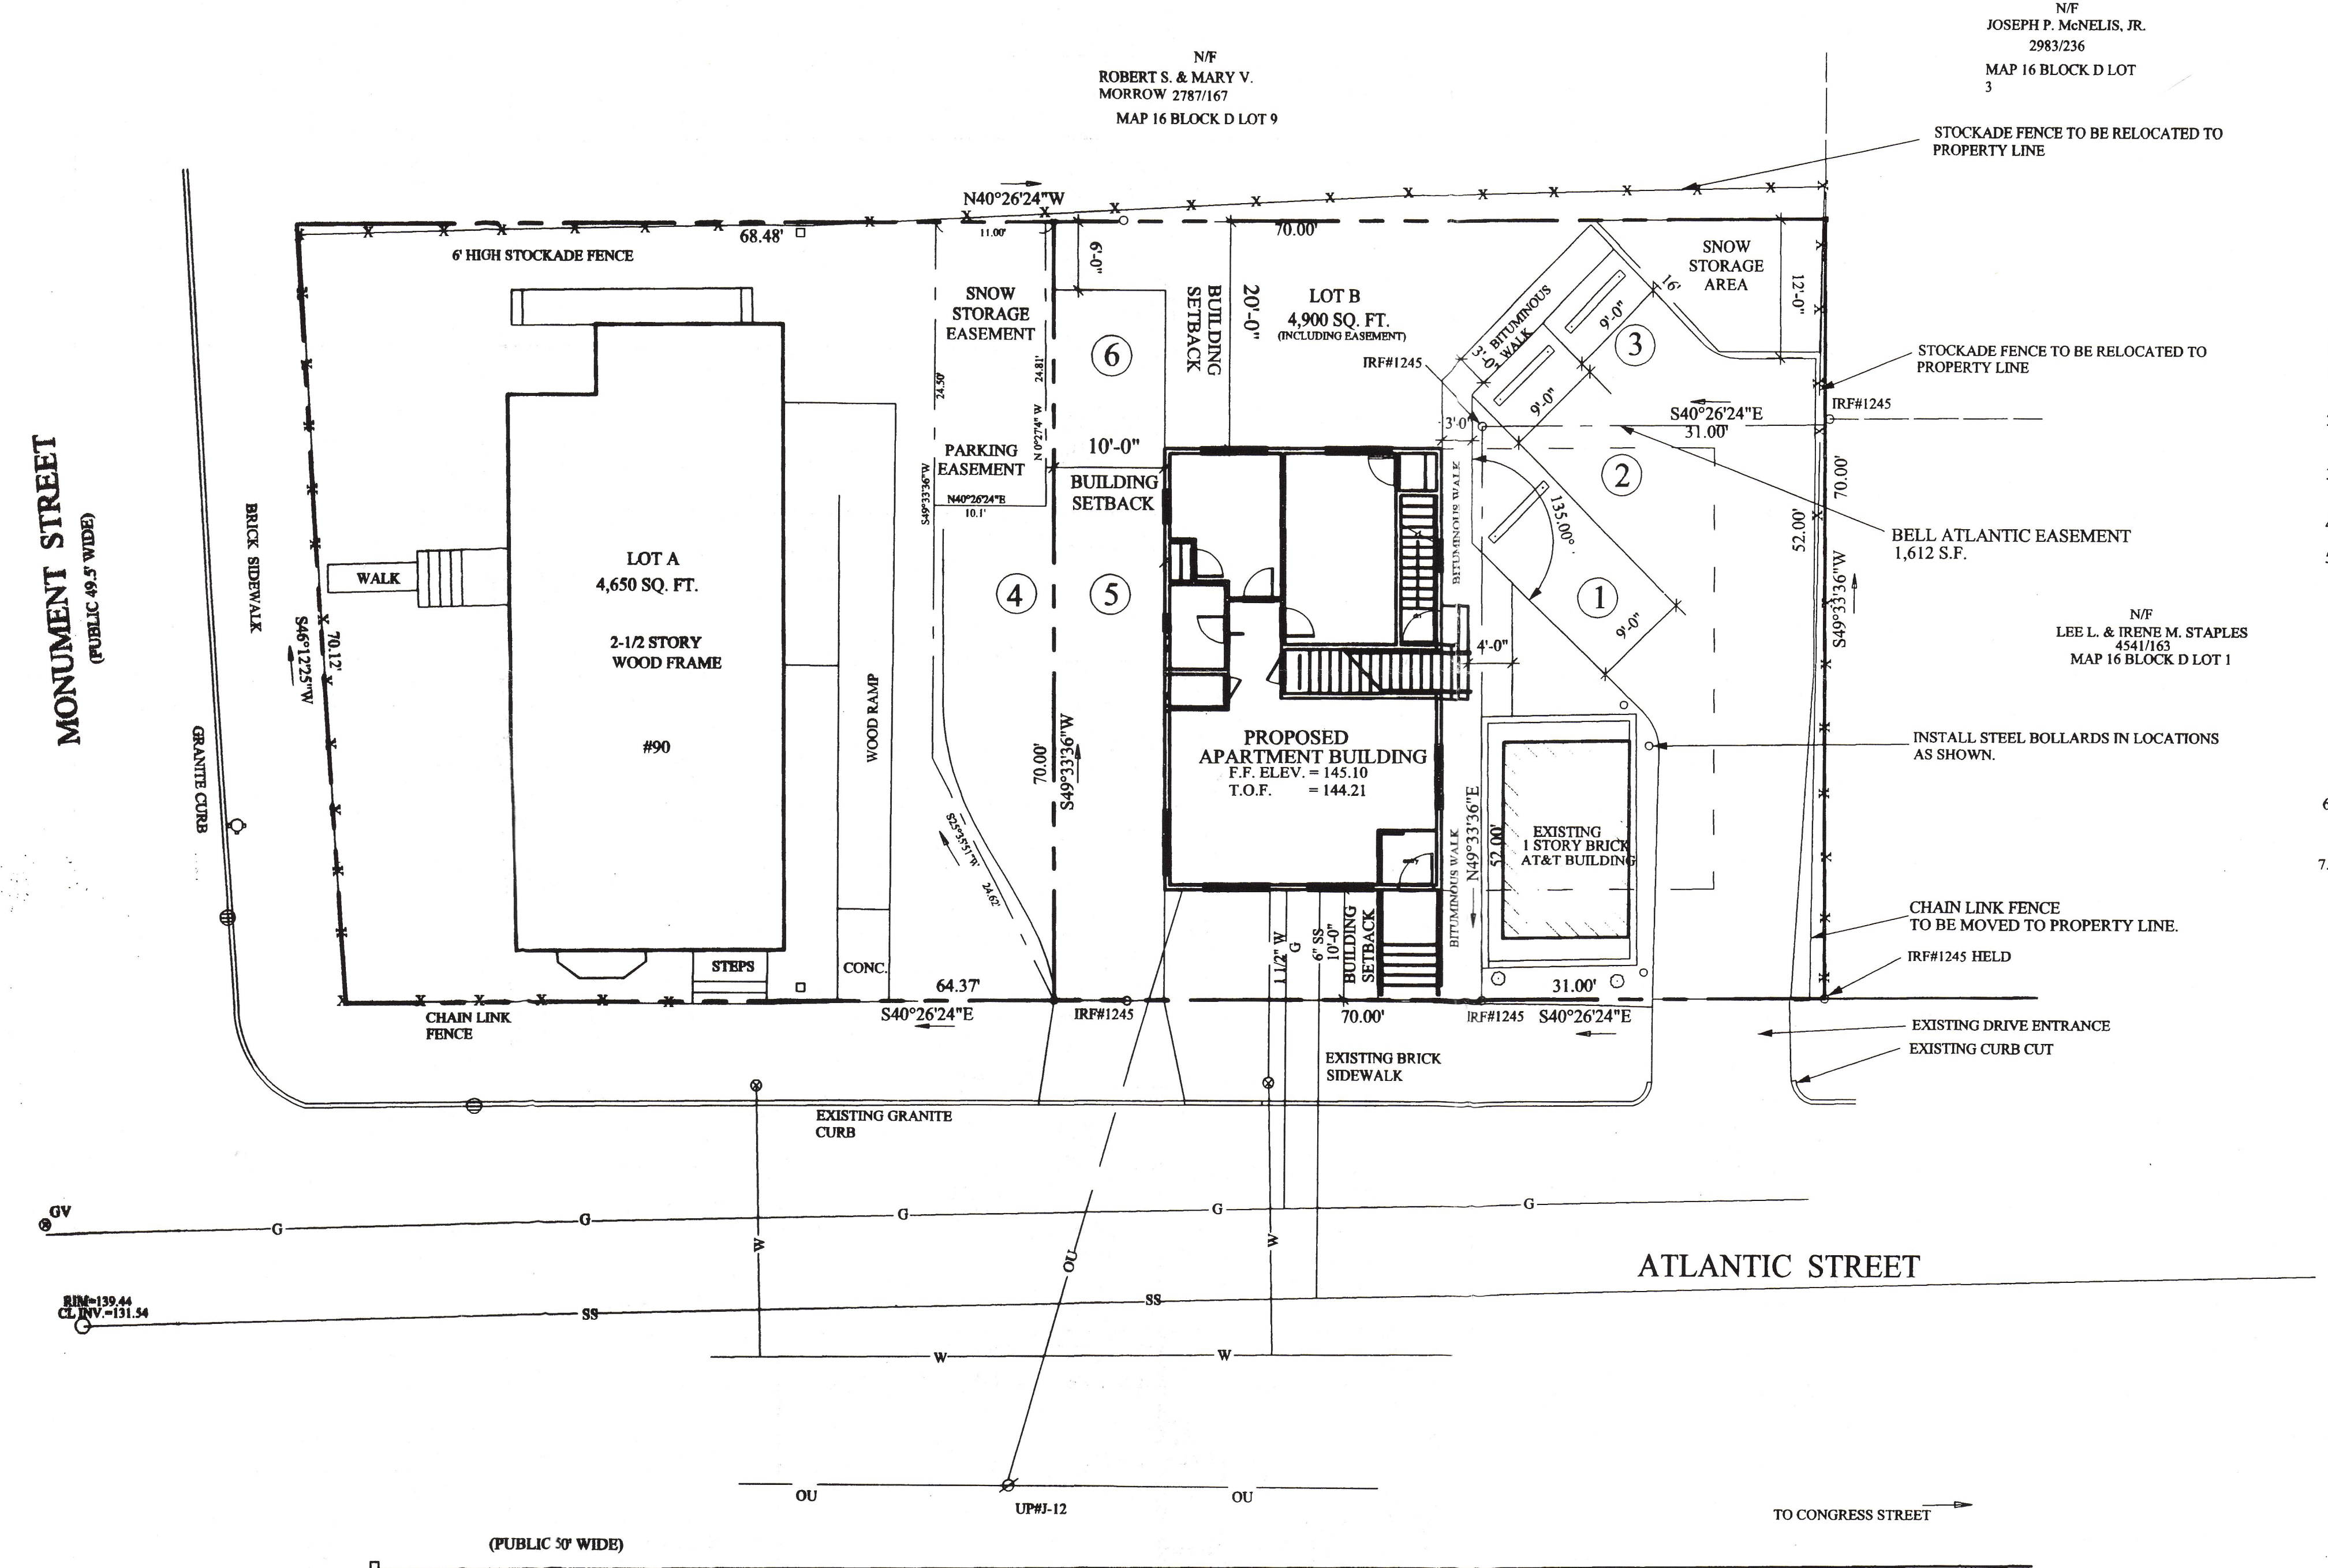 N/F
JOSEPH P. McNELIS, JR.
2983/236
MAP 16 BLOCK D LOT
3
N/F
ROBERT S. & MARY V.
MORROW 2787/167
MAP 16 BLOCK D LOT 9
STOCKADE FENCE TO BE RELOCATED TO
PROPERTY LINE
N40°26'24"W
68.48'
11.00'
70.00'
6' HIGH STOCKADE FENCE
6'-0"
SNOW
STORAGE
EASEMENT
24.50'
24.81'
BUILDING
SETBACK
20'-0"
LOT B
4,900 SQ. FT.
(INCLUDING EASEMENT)
IRF#1245
BITUMINOUS
WALK
3'-0"
9'-0"
9'-0"
16'
SNOW
STORAGE
AREA
12'-0"
6
3
STOCKADE FENCE TO BE RELOCATED TO
PROPERTY LINE
IRF#1245
S40°26'24"E
31.00'
3'-0"
PARKING
EASEMENT
S49°33'36"W
N40°26'24"E
10.1'
10'-0"
BUILDING
SETBACK
BITUMINOUS WALK
135.00°
2
70.00'
52.00'
S49°33'36"W
BELL ATLANTIC EASEMENT
1,612 S.F.
MONUMENT STREET
(PUBLIC 49.5' WIDE)
BRICK SIDEWALK
GRANITE CURB
S46°12'25"W
70.12'
WALK
LOT A
4,650 SQ. FT.
2-1/2 STORY
WOOD FRAME
#90
WOOD RAMP
4
5
1
9'-0"
4'-0"
N/F
LEE L. & IRENE M. STAPLES
4541/163
MAP 16 BLOCK D LOT 1
70.00'
S49°33'36"W
PROPOSED
APARTMENT BUILDING
F.F. ELEV. = 145.10
T.O.F. = 144.21
INSTALL STEEL BOLLARDS IN LOCATIONS
AS SHOWN.
S25°35'51"W
24.62'
BITUMINOUS WALK
N49°33'36"E
52.00'
EXISTING
1 STORY BRICK
AT&T BUILDING
CHAIN LINK FENCE
TO BE MOVED TO PROPERTY LINE.
IRF#1245 HELD
STEPS
CONC.
1 1/2" W
G
6" SS
10'-0"
BUILDING
SETBACK
64.37'
S40°26'24"E
IRF#1245
70.00'
IRF#1245
31.00'
S40°26'24"E
CHAIN LINK
FENCE
EXISTING DRIVE ENTRANCE
EXISTING CURB CUT
EXISTING BRICK
SIDEWALK
EXISTING GRANITE
CURB
GV
G
G
G
G
G
W
W
OU
ATLANTIC STREET
RIM=139.44
CL INV.=131.54
SS
SS
W
W
OU
OU
UP#J-12
TO CONGRESS STREET
(PUBLIC 50' WIDE)